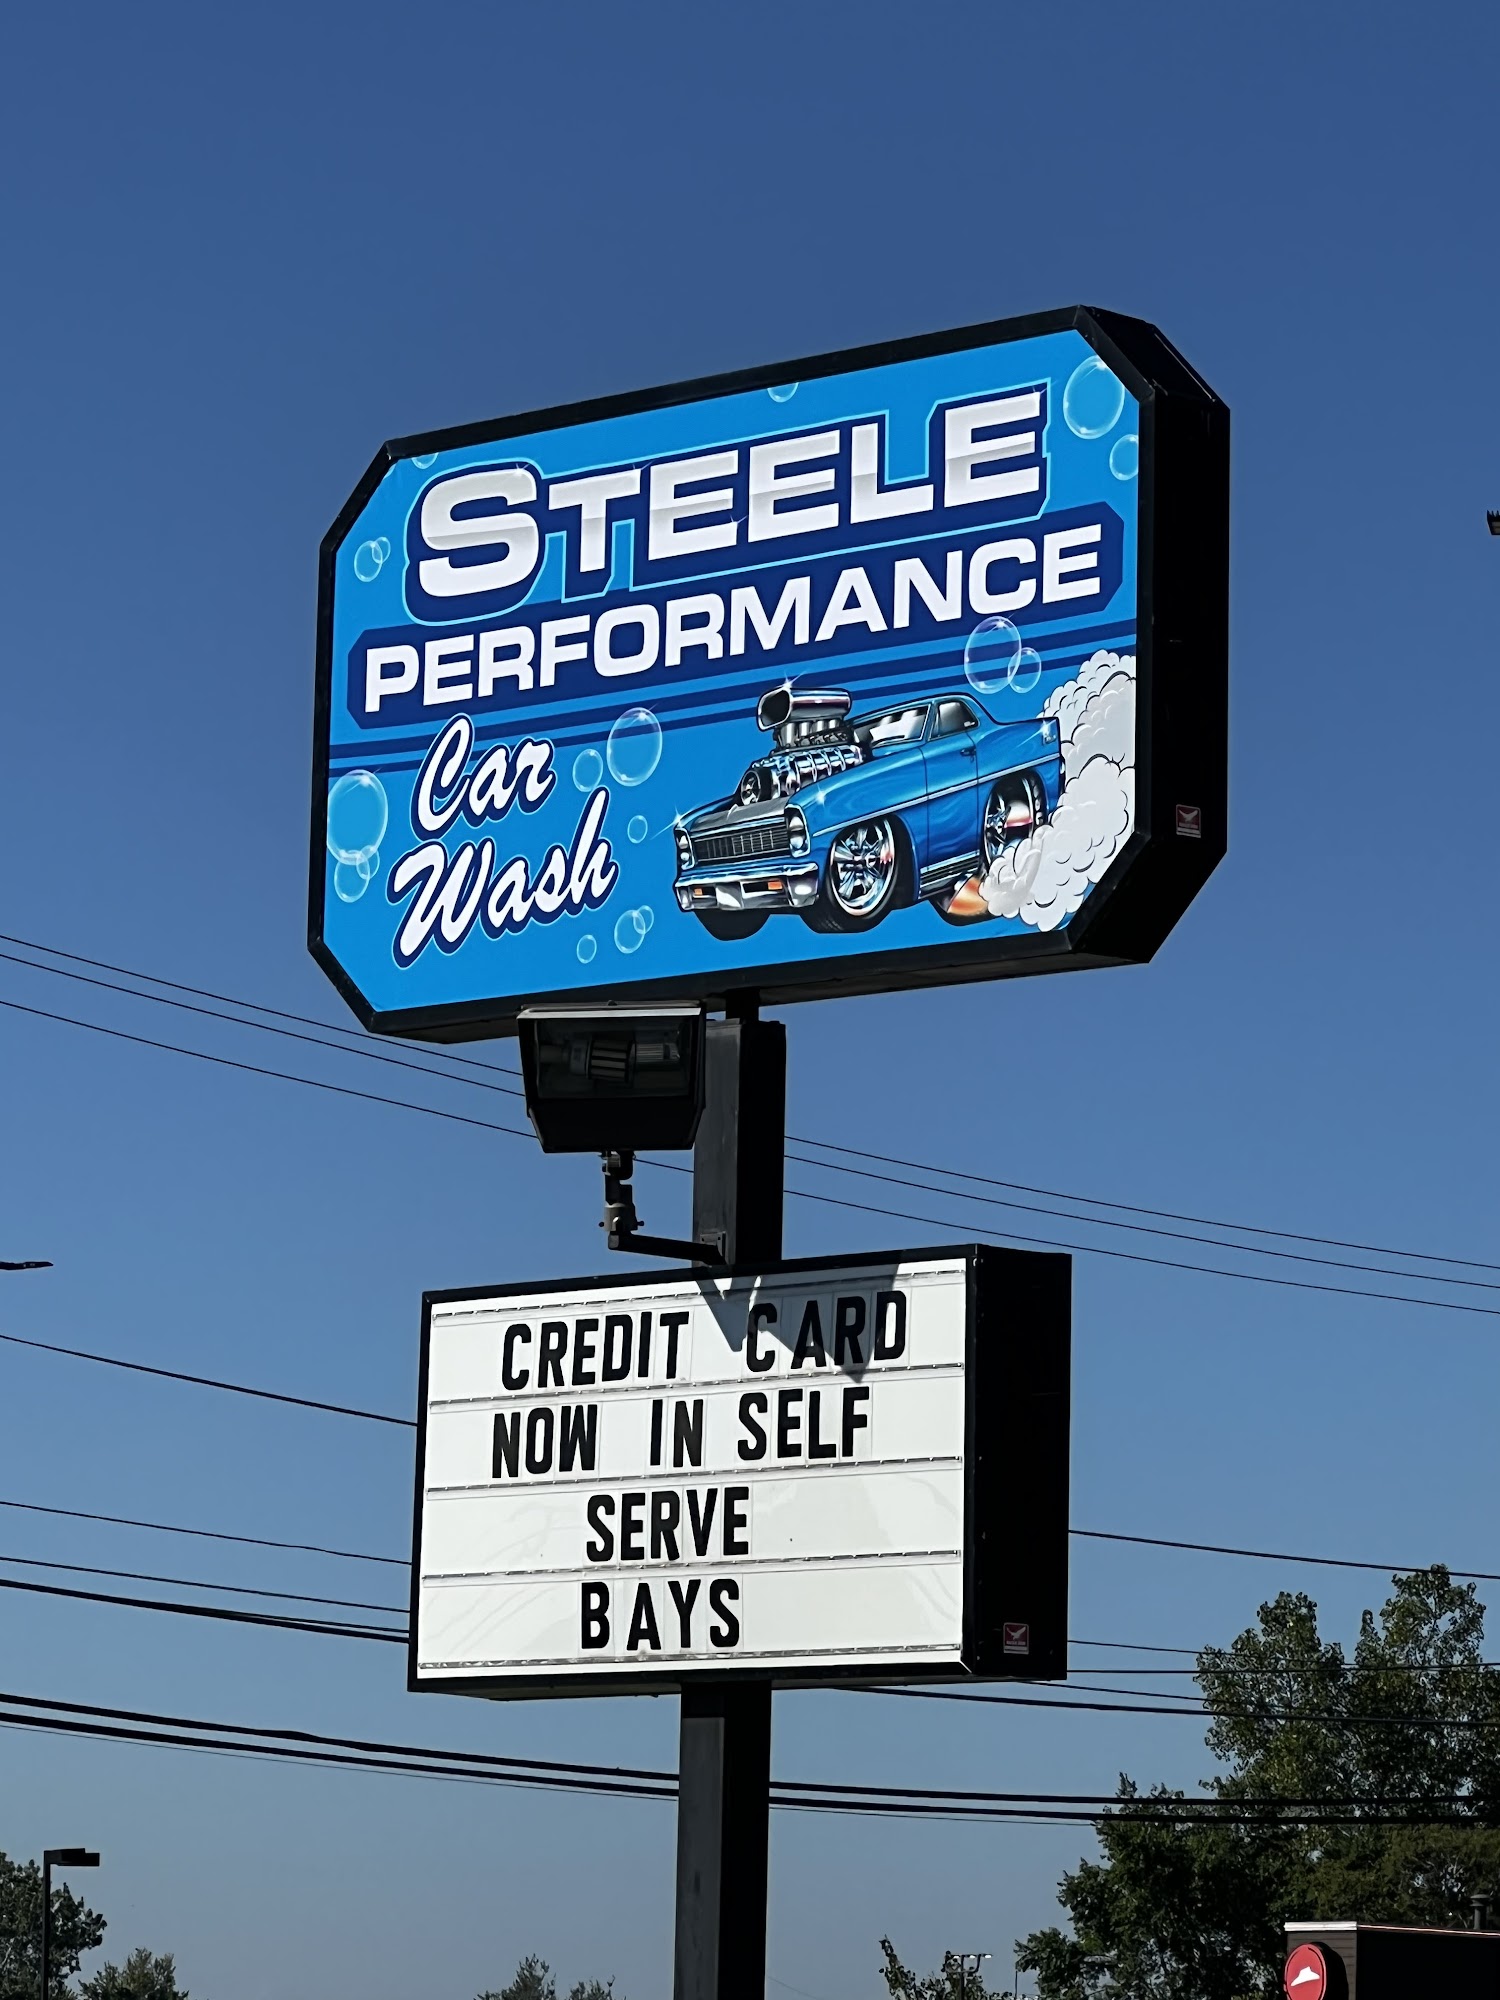 STEELE
PERFORMANCE
Car
Wash
CREDIT CARD
NOW IN SELF
SERVE
BAYS